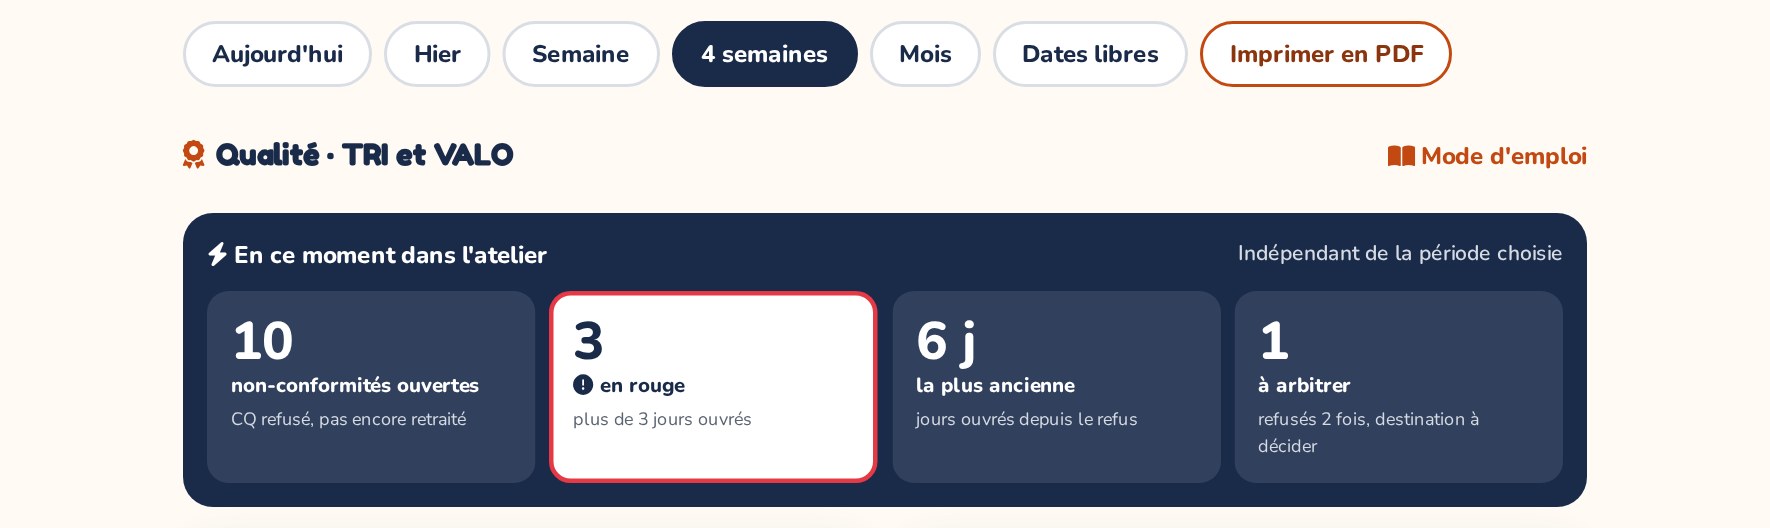 Aujourd'hui Hier Semaine 4 semaines Mois Dates libres Imprimer en PDF
Qualité · TRI et VALO Mode d'emploi
En ce moment dans l'atelier Indépendant de la période choisie
10
non-conformités ouvertes
CQ refusé, pas encore retraité
3
en rouge
plus de 3 jours ouvrés
6 j
la plus ancienne
jours ouvrés depuis le refus
1
à arbitrer
refusés 2 fois, destination à
décider